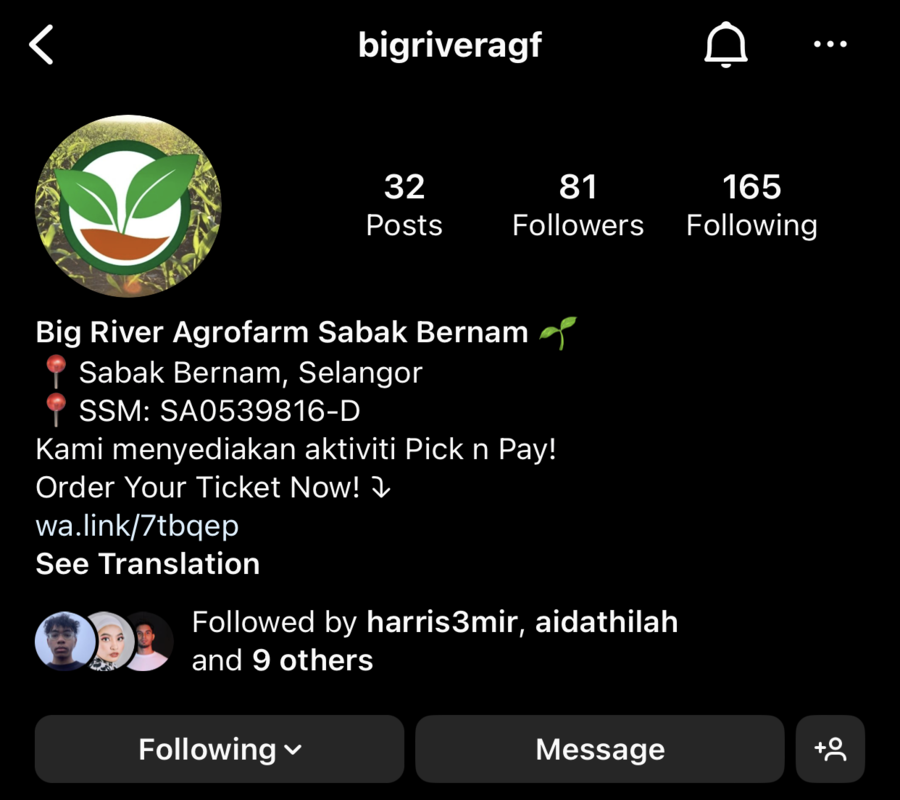 bigriveragf
32
81
165
Posts
Followers
Following
Big River Agrofarm Sabak Bernam 🌱
📍 Sabak Bernam, Selangor
📍 SSM: SA0539816-D
Kami menyediakan aktiviti Pick n Pay!
Order Your Ticket Now! ⤵
wa.link/7tbqep
See Translation
Followed by harris3mir, aidathilah
and 9 others
Following
Message